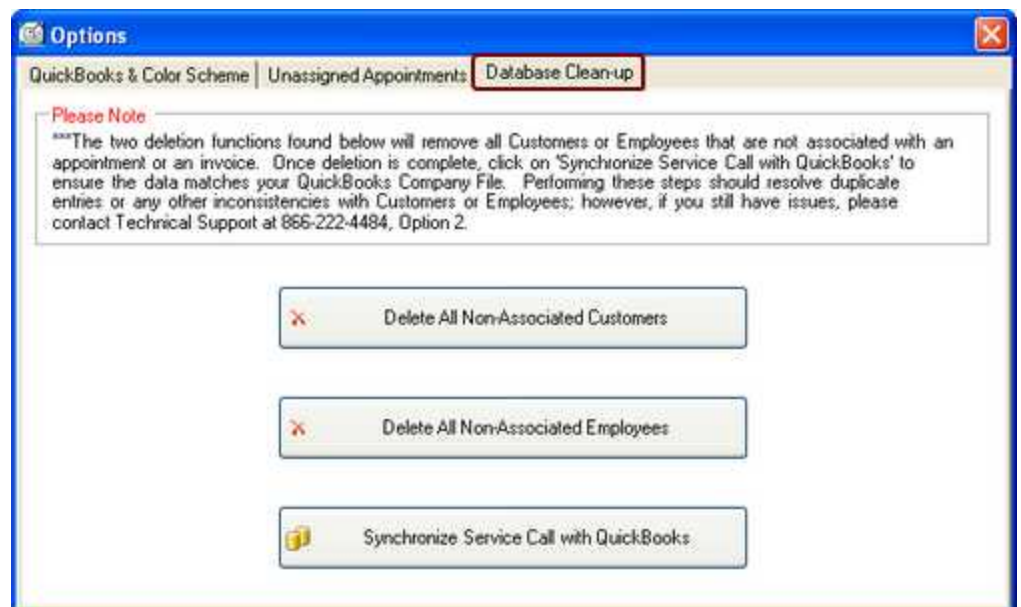 Options
QuickBooks & Color Scheme Unassigned Appointments Database Clean-up
Please Note
***The two deletion functions found below will remove all Customers or Employees that are not associated with an
appointment or an invoice. Once deletion is complete, click on 'Synchronize Service Call with QuickBooks' to
ensure the data matches your QuickBooks Company File. Performing these steps should resolve duplicate
entries or any other inconsistencies with Customers or Employees; however, if you still have issues, please
contact Technical Support at 866-222-4484, Option 2.
Delete All Non-Associated Customers
Delete All Non-Associated Employees
Synchronize Service Call with QuickBooks